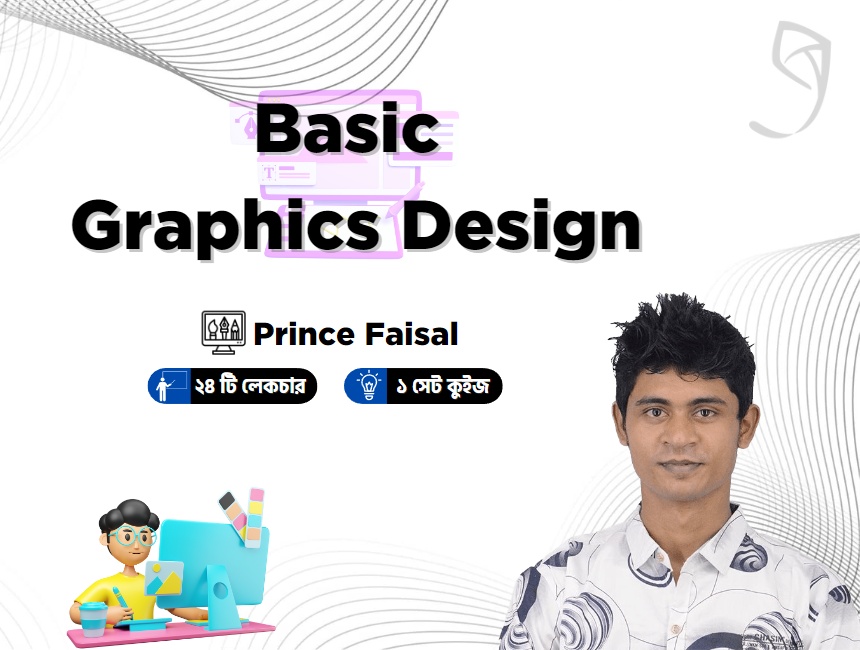 Basic
T
Graphics Design
Prince Faisal
২৪ টি লেকচার
১ সেট কুইজ